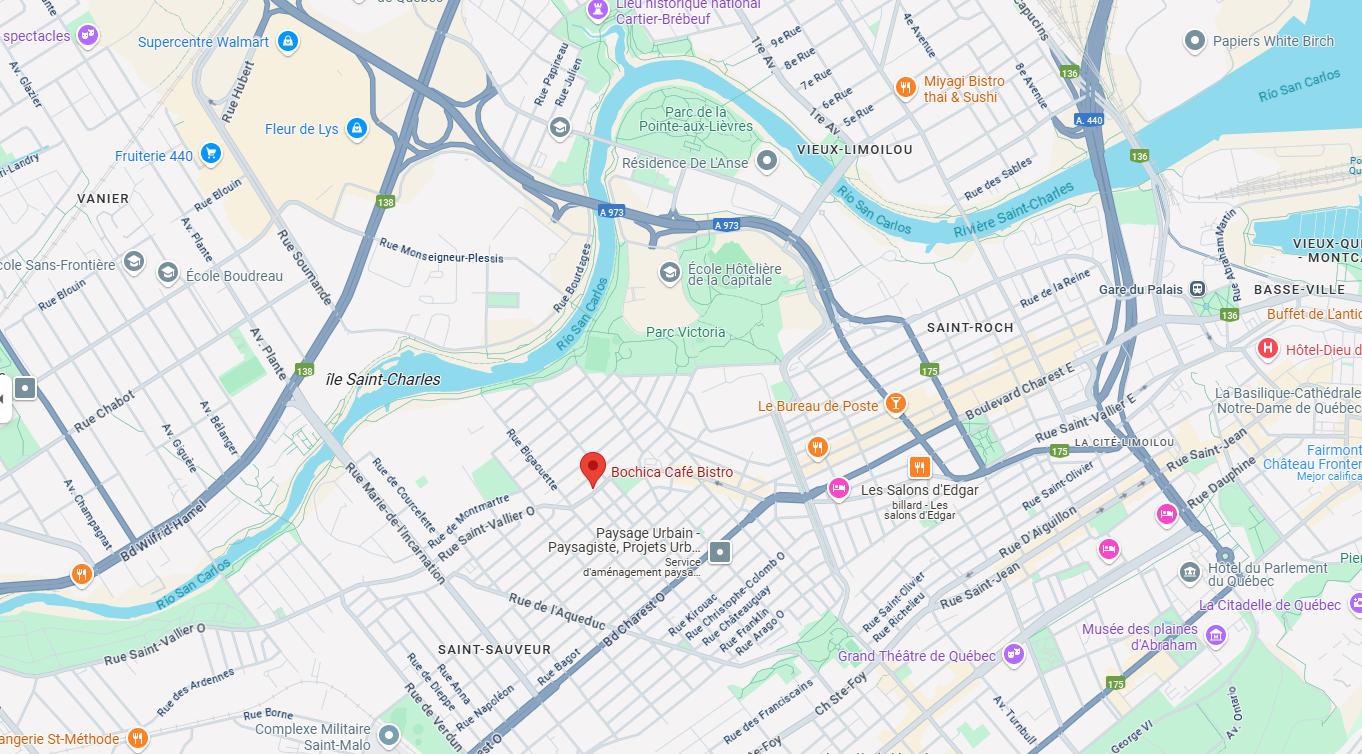 Lieu historique national
Cartier-Brébeuf
spectacles
Supercentre Walmart
Av. Glazier
Rue Hubert
Rue Papineau
Rue Julien
1re Av.
9e Rue
8e Rue
7e Rue
6e Rue
5e Rue
1re Av.
4e Avenue
8e Avenue
capucins
136
Papiers White Birch
Río San Carlos
Miyagi Bistro
thai & Sushi
Fleur de Lys
Fruiterie 440
Parc de la
Pointe-aux-Lièvres
A. 440
136
VIEUX-LIMOILOU
Résidence De L'Anse
VANIER
Rue Blouin
Av. Plante
138
A 973
A 973
Río San Carlos
Rivière Saint-Charles
Rue des Sables
Rue Abraham Martin
VIEUX-QU
- MONTCA
Rue Soumande
Rue Monseigneur-Plessis
Rue Bourdages
École Hôtelière
de la Capitale
cole Sans-Frontière
École Boudreau
Rue Blouin
Rue de la Reine
Gare du Palais
BASSE-VILLE
136
Buffet de L'antiq
Río San Carlos
Parc Victoria
SAINT-ROCH
Hôtel-Dieu d
Av. Plante
138
île Saint-Charles
175
Boulevard Charest E
La Basilique-Cathédrale
Notre-Dame de Québec
Rue Chabot
Av. Bélanger
Av. Giguère
Le Bureau de Poste
Rue Saint-Vallier E
LA CITÉ-LIMOILOU
175
Rue Saint-Jean
Fairmont
Château Fronten
Mejor califica
Rue Bigaouette
Bochica Café Bistro
Les Salons d'Edgar
billard - Les
salons d'Edgar
Rue Saint-Olivier
Rue Dauphine
Av. Champagnat
Bd Wilfrid-Hamel
Rue Marie-de-l'Incarnation
Rue de Courcelette
Rue de Montmartre
Rue Saint-Vallier O
Rue D'Aiguillon
Paysage Urbain -
Paysagiste, Projets Urb...
Service
d'aménagement paysa...
Rue Saint-Jean
Hôtel du Parlement
du Québec
Río San Carlos
Rue Saint-Vallier O
Rue de l'Aqueduc
Bd Charest O
Rue Kirouac
Rue Christophe-Colomb O
Rue Châteauguay
Rue Franklin
Rue Arago O
Rue Saint-Olivier
Rue Richelieu
La Citadelle de Québec
Musée des plaines
d'Abraham
SAINT-SAUVEUR
Grand Théâtre de Québec
175
Rue des Ardennes
Rue Anna
Rue de Dieppe
Rue Bagot
Rue Napoléon
Rue de Verdun
Ch Ste-Foy
Rue des Franciscains
Av. Turnbull
George VI
Av. Ontario
Rue Borne
Complexe Militaire
Saint-Malo
angerie St-Méthode